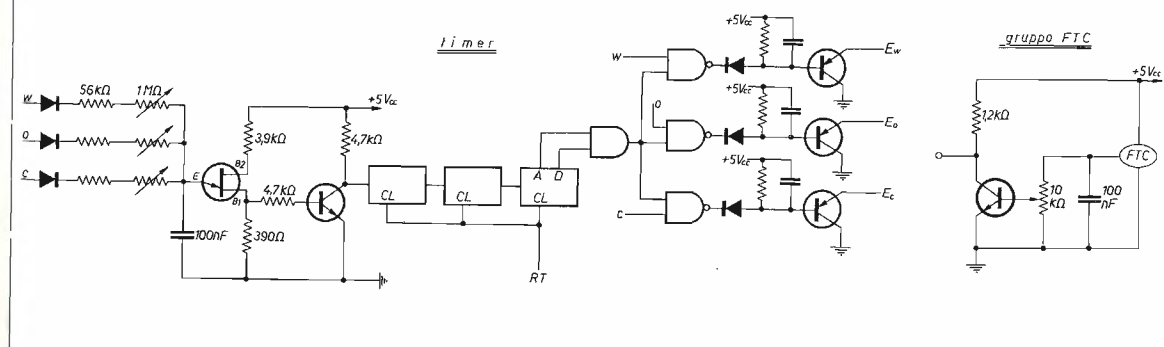 timer
W
56kΩ
1MΩ
O
C
E
B2
B1
3,9kΩ
+5Vcc
4,7kΩ
4,7kΩ
390Ω
100nF
CL
CL
A
D
CL
RT
W
O
C
+5Vcc
+5Vcc
+5Vcc
Ew
Eo
Ec
gruppo FTC
+5Vcc
1,2kΩ
10
kΩ
100
nF
FTC